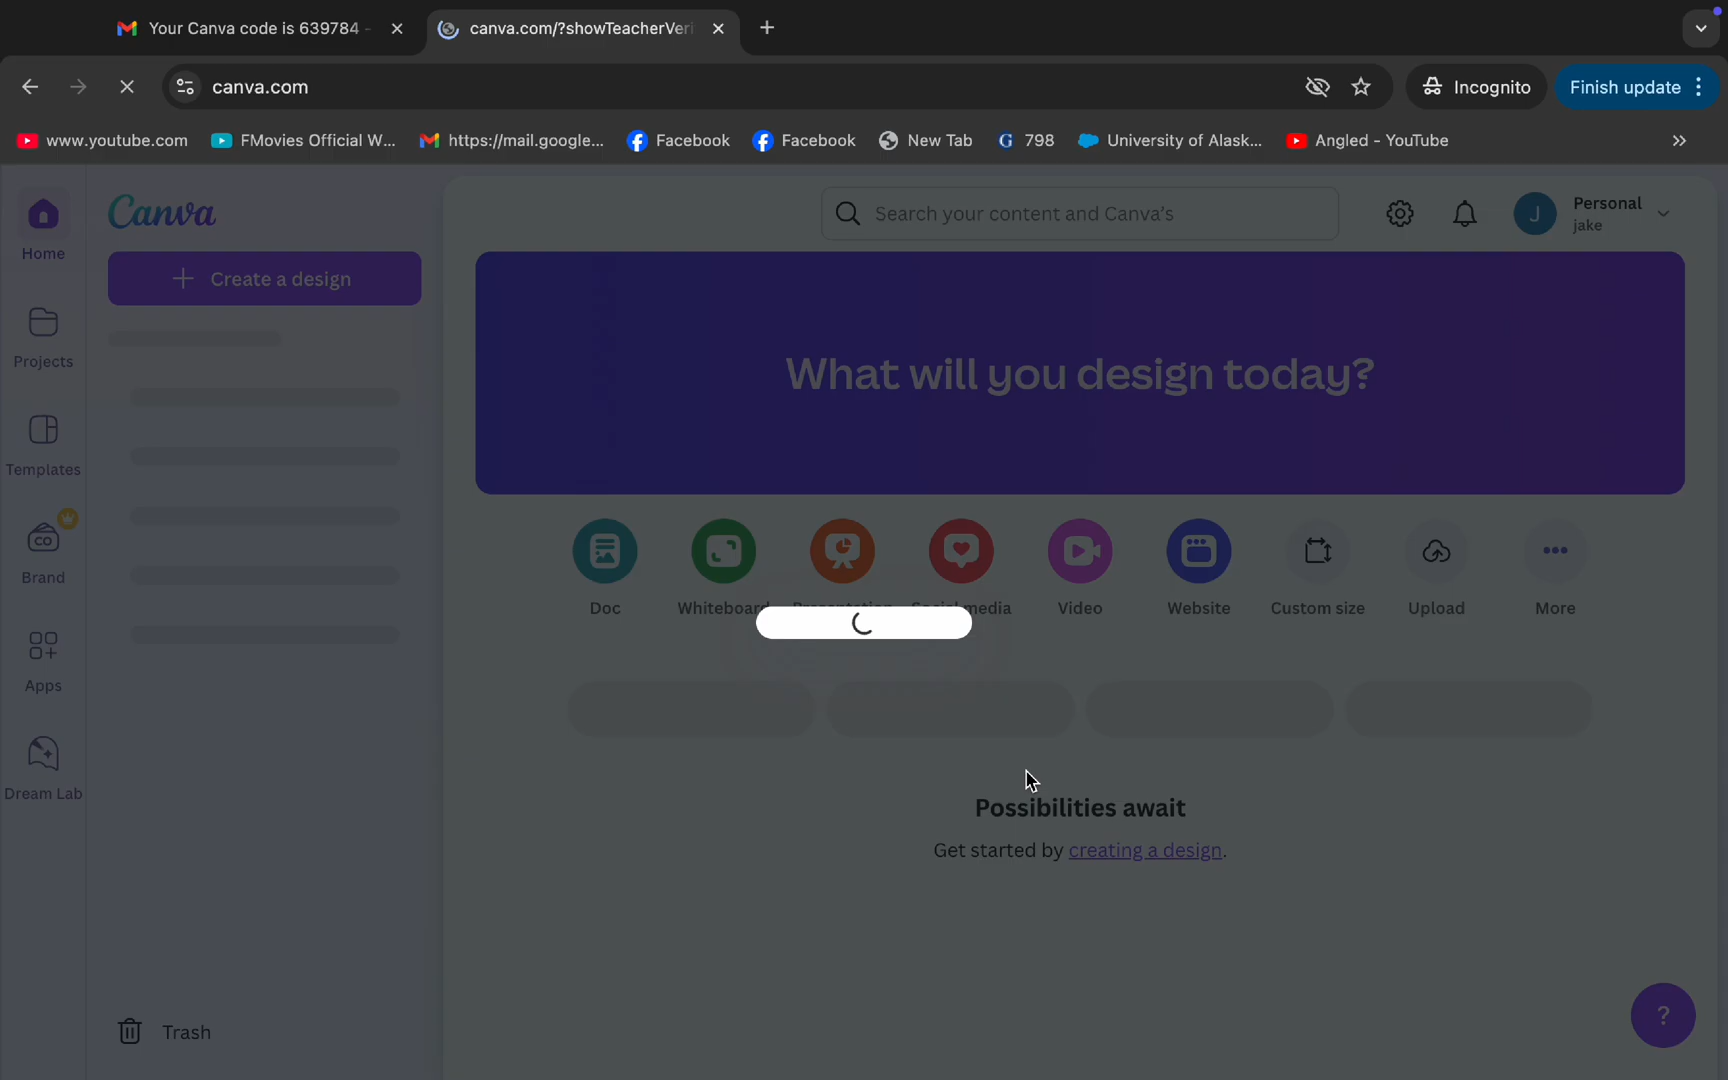 Your Canva code is 639784 -
canva.com/?showTeacherVeri
canva.com
Incognito
Finish update
www.youtube.com
FMovies Official W...
https://mail.google...
Facebook
Facebook
New Tab
G 798
University of Alask...
Angled - YouTube
Canva
Search your content and Canva's
J
Personal
jake
Home
Create a design
Projects
What will you design today?
Templates
CO
Brand
Doc
Whiteboard
Presentation
Social media
Video
Website
Custom size
Upload
More
Apps
Dream Lab
Possibilities await
Get started by creating a design.
Trash
?